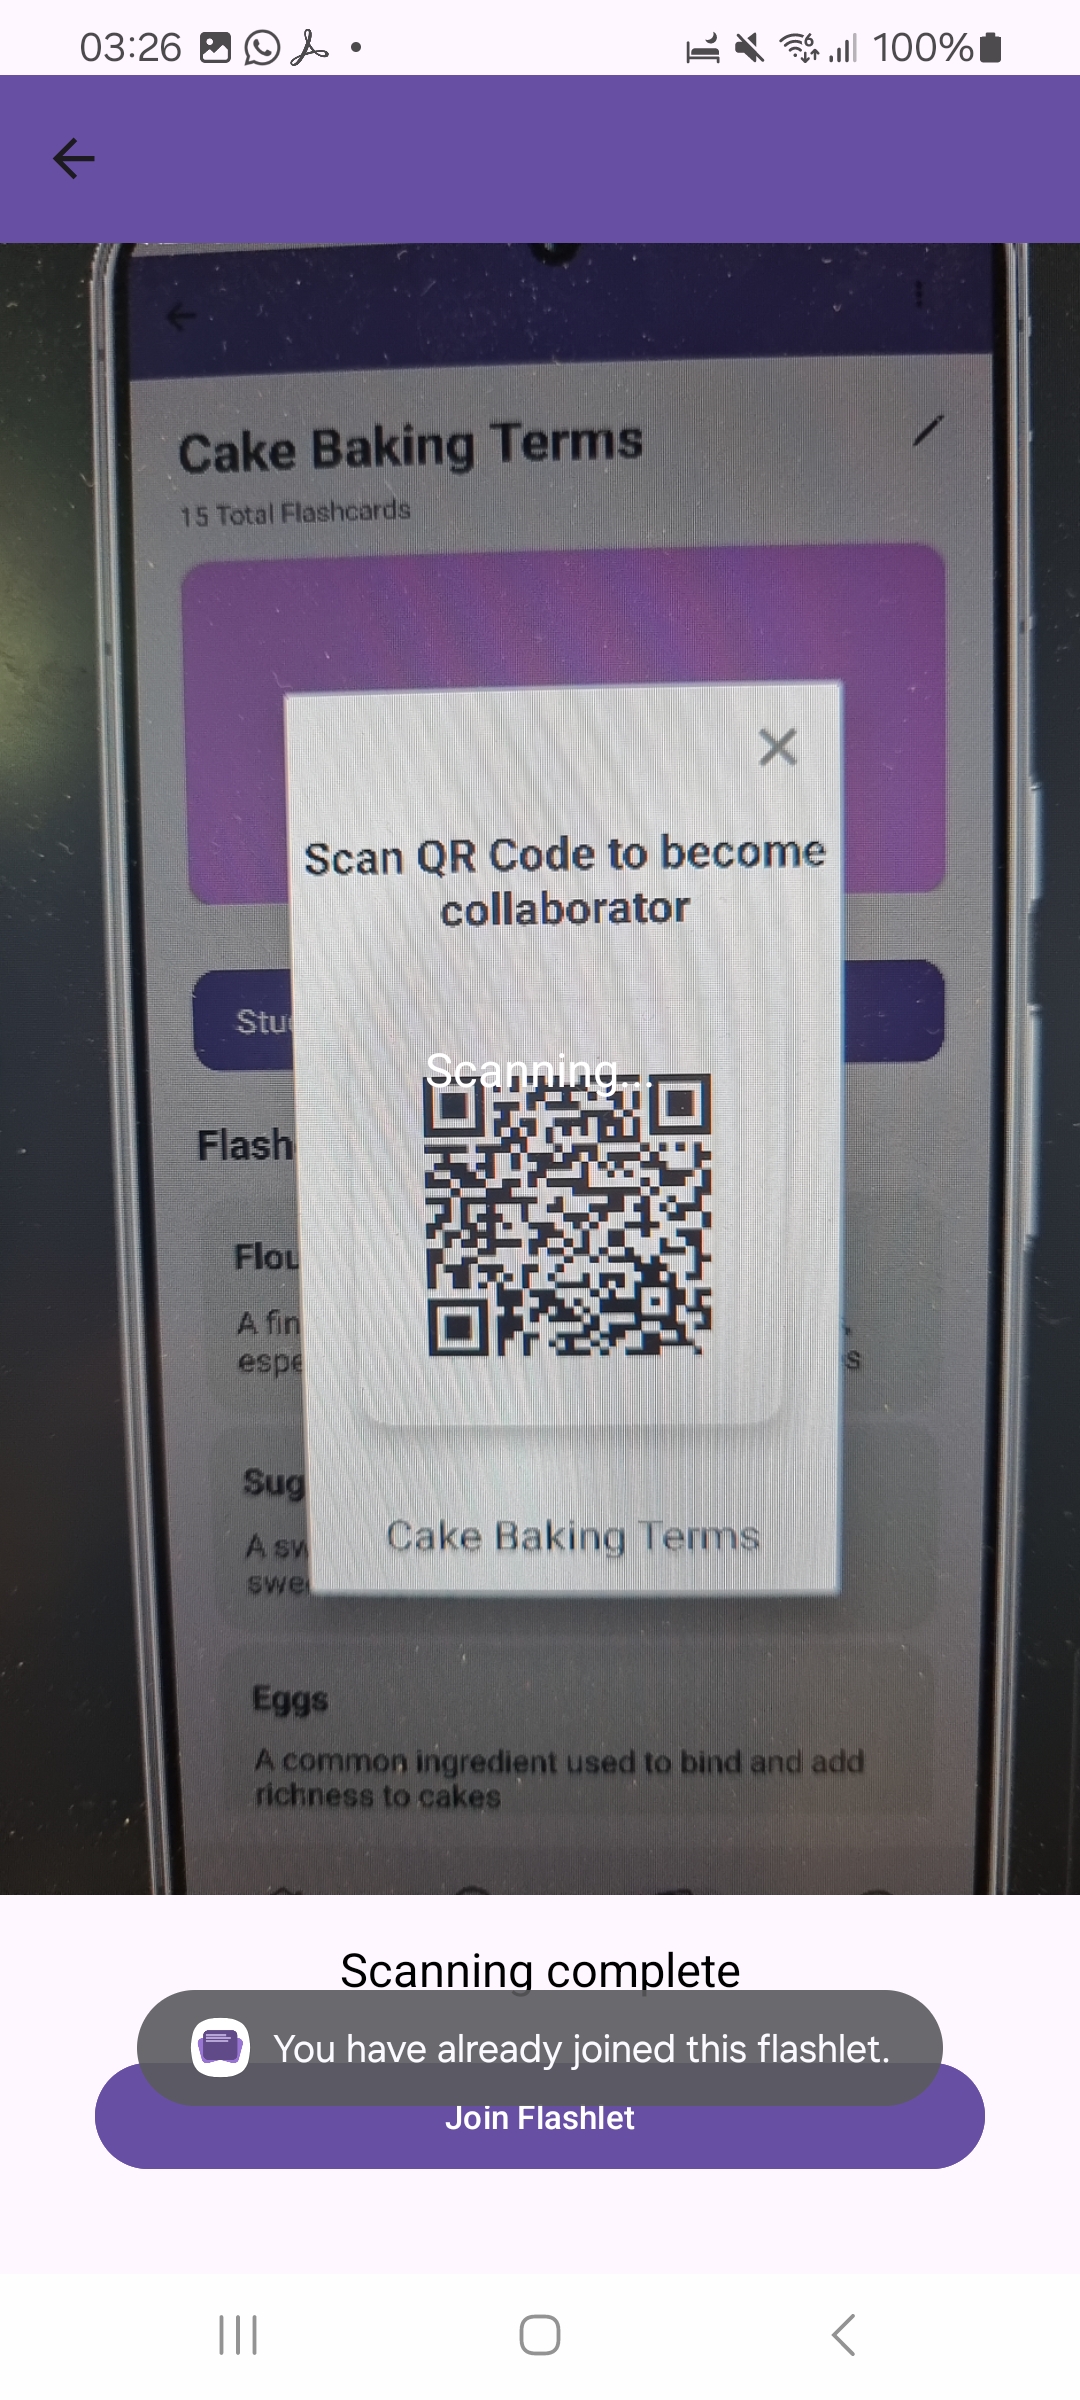 03:26
100%
Cake Baking Terms
15 Total Flashcards
Scan QR Code to become
collaborator
Stu
Scanning...
Flash
Flou
A fin
espe
s
Sug
A sw
swe
Cake Baking Terms
Eggs
A common ingredient used to bind and add
richness to cakes
Scanning complete
You have already joined this flashlet.
Join Flashlet